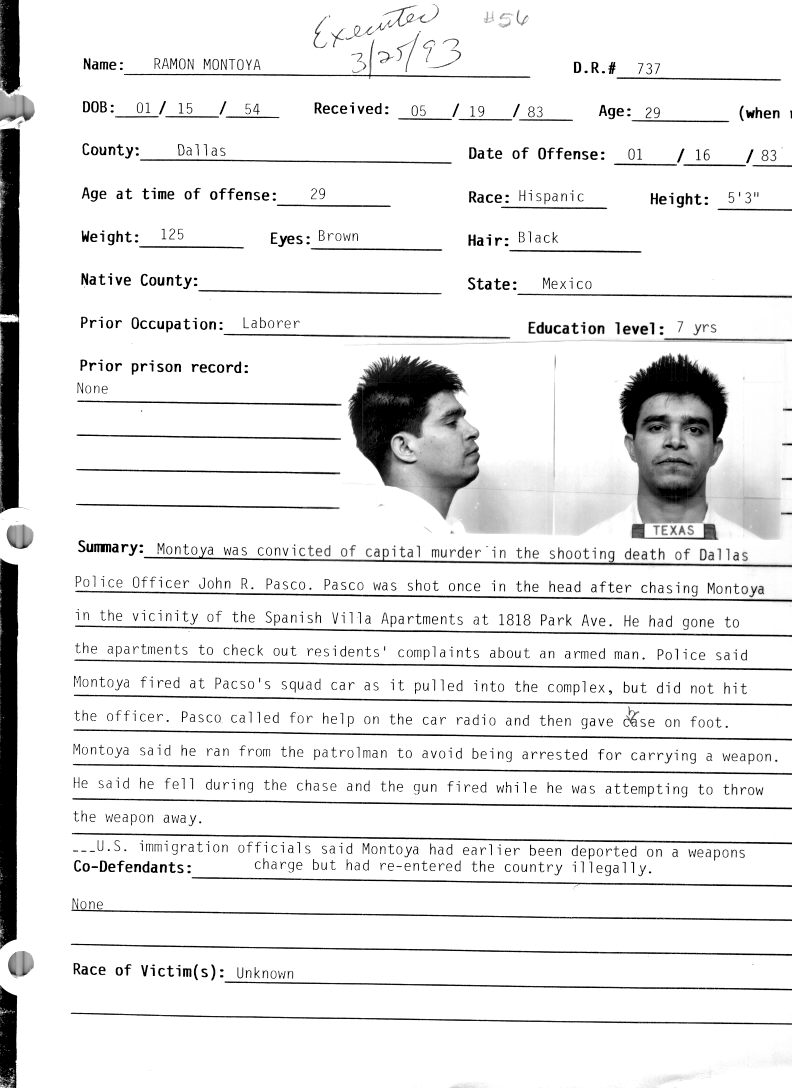 Executed #56
3/25/93
Name: RAMON MONTOYA D.R.# 737
DOB: 01 / 15 / 54 Received: 05 / 19 / 83 Age: 29 (when
County: Dallas Date of Offense: 01 / 16 / 83
Age at time of offense: 29 Race: Hispanic Height: 5'3"
Weight: 125 Eyes: Brown Hair: Black
Native County: State: Mexico
Prior Occupation: Laborer Education level: 7 yrs
Prior prison record:
None
TEXAS
Summary: Montoya was convicted of capital murder in the shooting death of Dallas
Police Officer John R. Pasco. Pasco was shot once in the head after chasing Montoya
in the vicinity of the Spanish Villa Apartments at 1818 Park Ave. He had gone to
the apartments to check out residents' complaints about an armed man. Police said
Montoya fired at Pacso's squad car as it pulled into the complex, but did not hit
the officer. Pasco called for help on the car radio and then gave case on foot.
Montoya said he ran from the patrolman to avoid being arrested for carrying a weapon.
He said he fell during the chase and the gun fired while he was attempting to throw
the weapon away.
___U.S. immigration officials said Montoya had earlier been deported on a weapons
Co-Defendants: charge but had re-entered the country illegally.
None
Race of Victim(s): Unknown